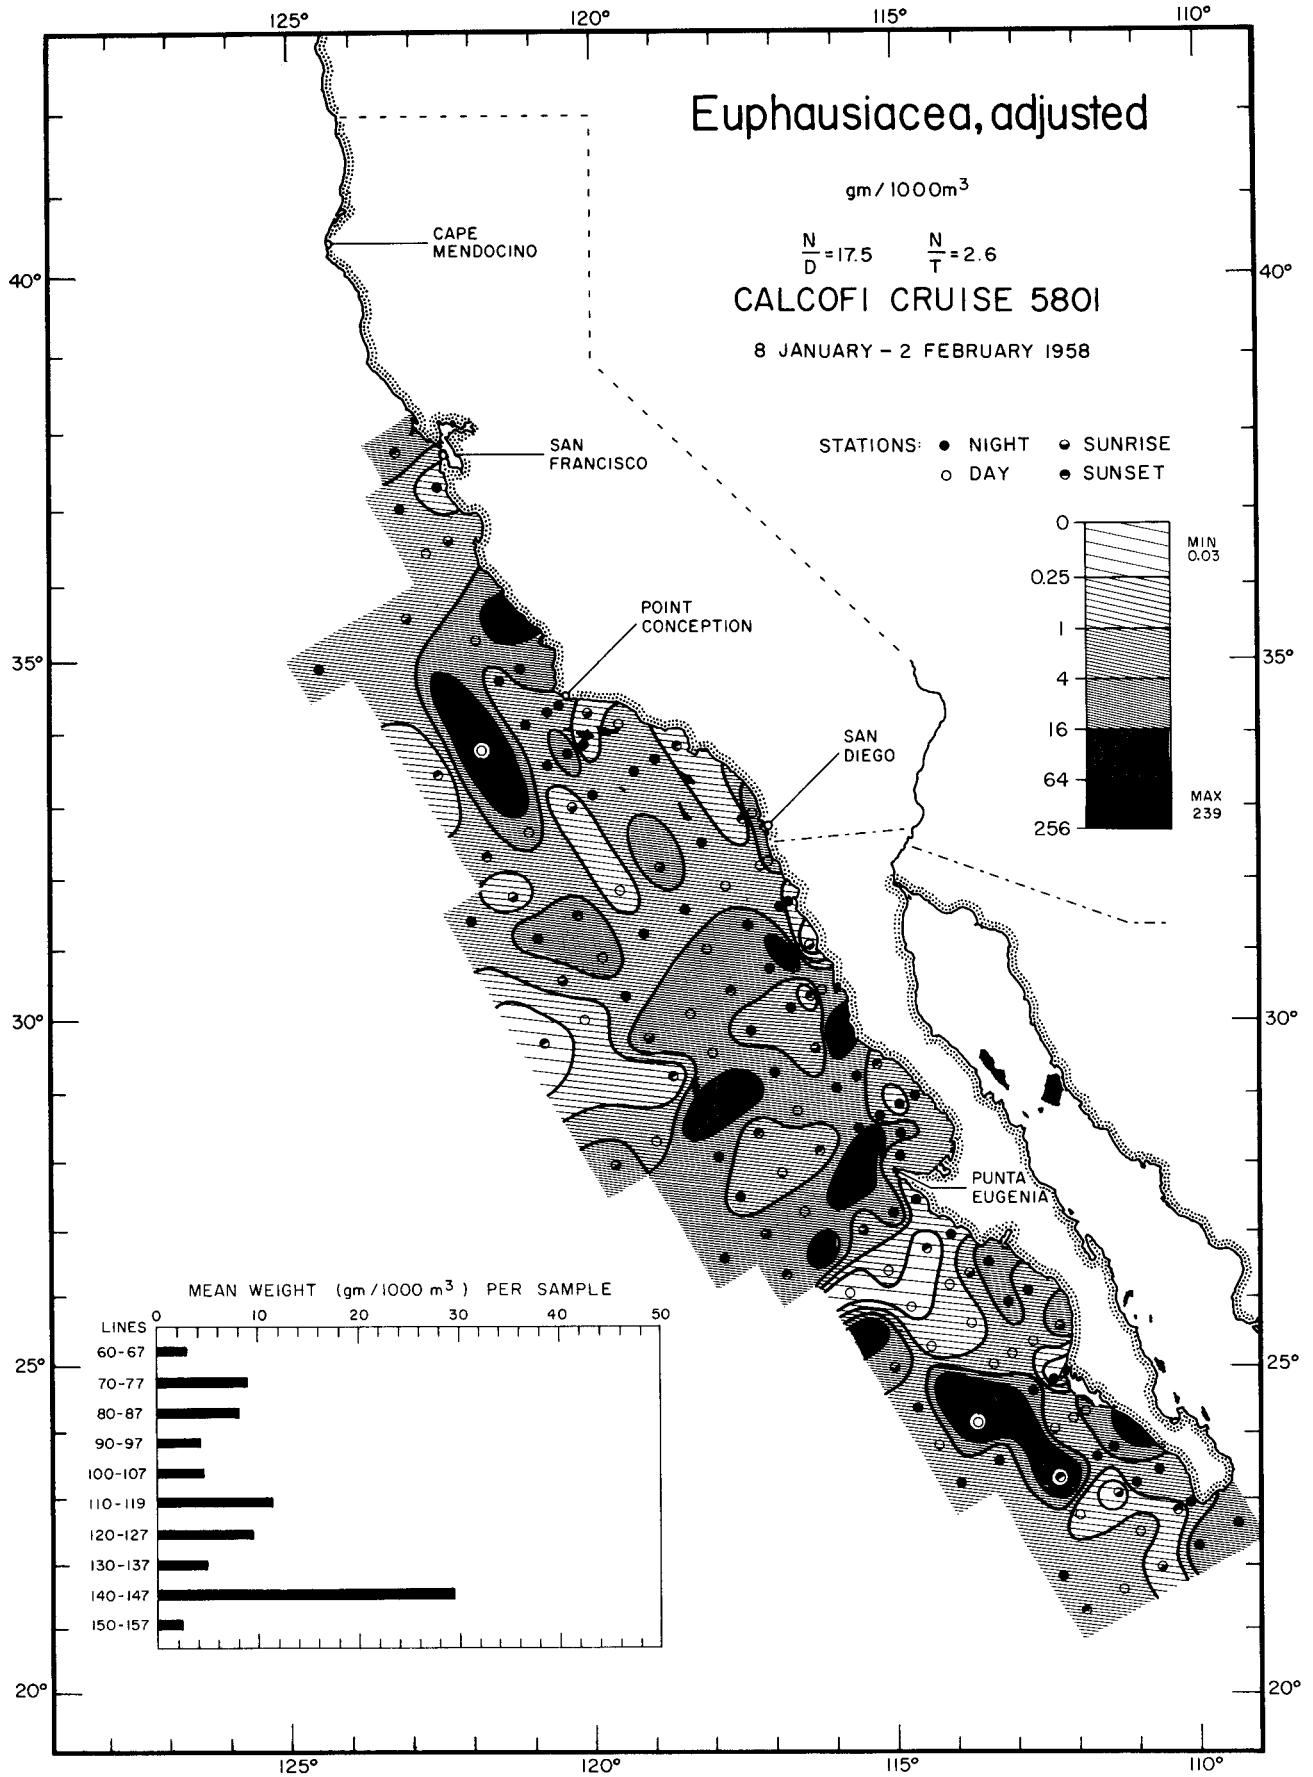 125° 120° 115° 110°
Euphausiacea, adjusted
gm/1000m³
N/D =17.5 N/T =2.6
CALCOFI CRUISE 5801
8 JANUARY – 2 FEBRUARY 1958
CAPE
MENDOCINO
40° 40°
SAN
FRANCISCO
STATIONS: ● NIGHT SUNRISE
○ DAY SUNSET
0
0.25
1
4
16
64
256
MIN
0.03
MAX
239
POINT
CONCEPTION
35° 35°
SAN
DIEGO
30° 30°
PUNTA
EUGENIA
MEAN WEIGHT (gm/1000 m³) PER SAMPLE
0 10 20 30 40 50
LINES
60-67
70-77
80-87
90-97
100-107
110-119
120-127
130-137
140-147
150-157
25° 25°
20° 20°
125° 120° 115° 110°